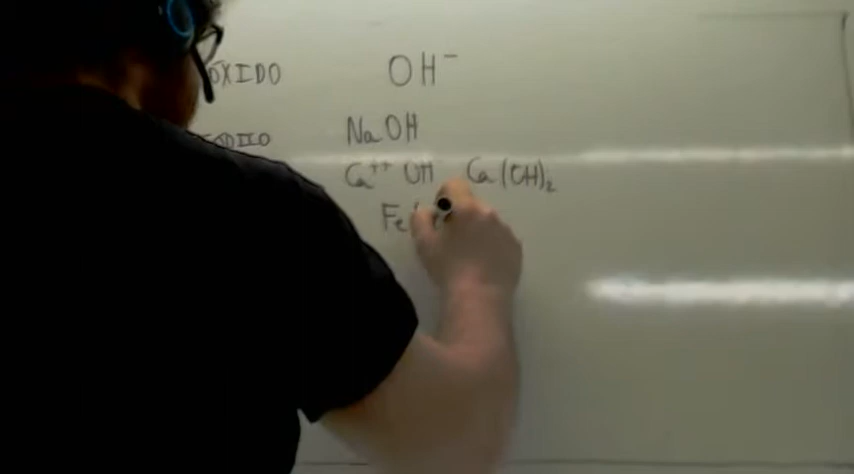 ÓXIDO OH⁻
NaOH
Ca⁺⁺ OH Ca(OH)₂
Fe(